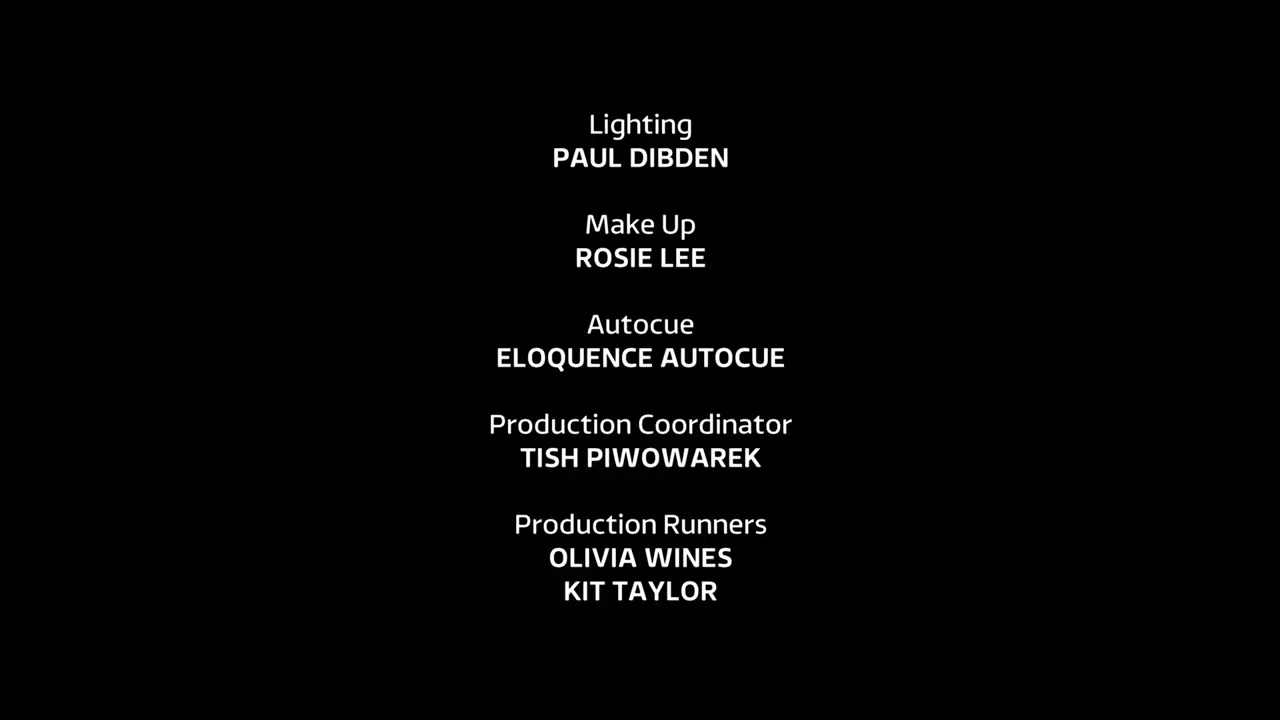 Lighting
PAUL DIBDEN
Make Up
ROSIE LEE
Autocue
ELOQUENCE AUTOCUE
Production Coordinator
TISH PIWOWAREK
Production Runners
OLIVIA WINES
KIT TAYLOR